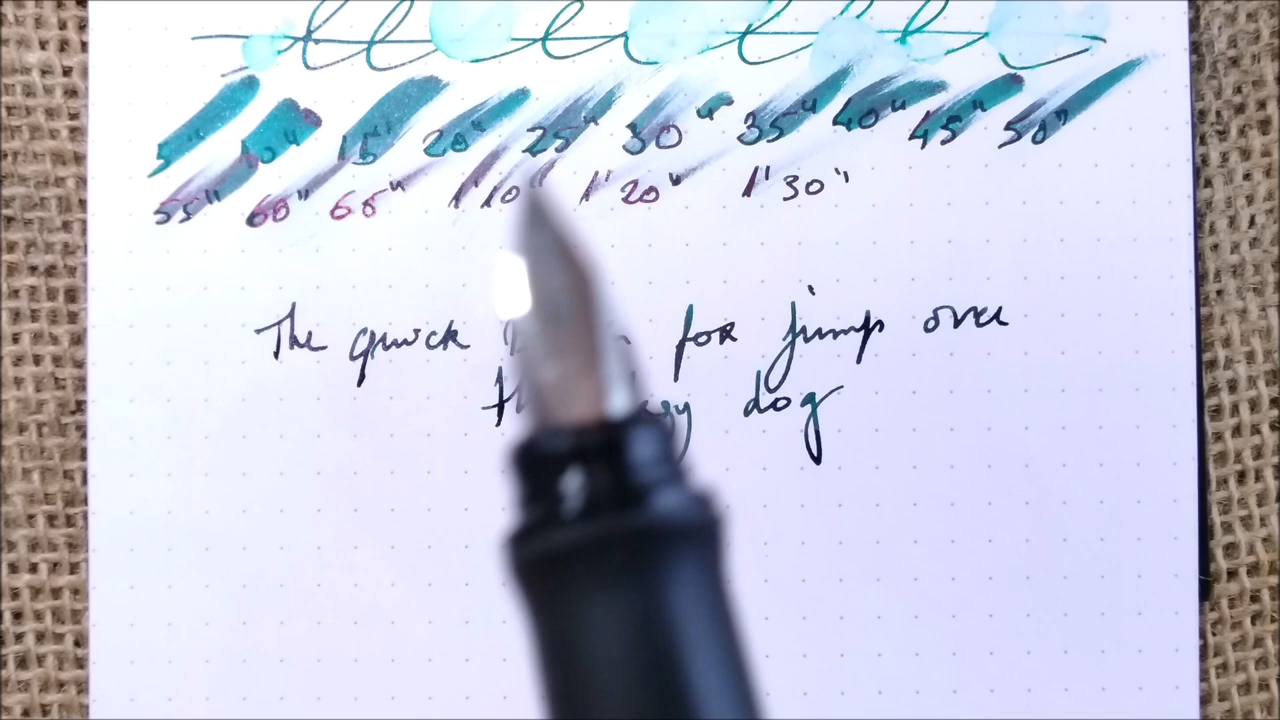 5" 10" 15" 20" 25" 30" 35" 40" 45" 50"
55" 60" 65" 1'10" 1'20" 1'30"
The quick fox jump over
dog